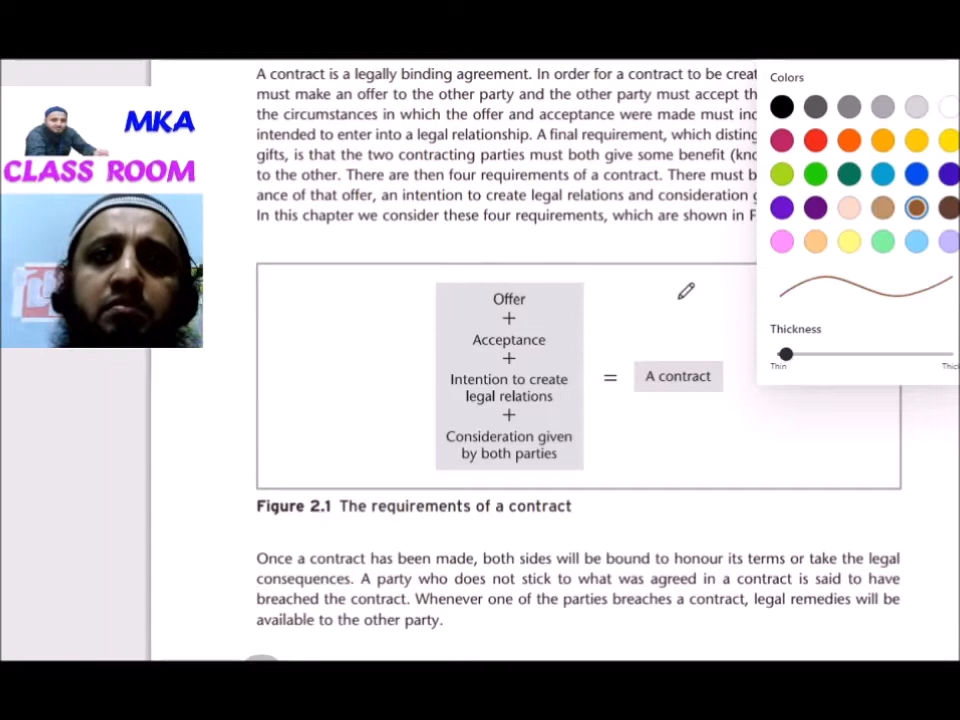 A contract is a legally binding agreement. In order for a contract to be
must make an offer to the other party and the other party must accept
the circumstances in which the offer and acceptance were made must
intended to enter into a legal relationship. A final requirement, which
gifts, is that the two contracting parties must both give some benefit
to the other. There are then four requirements of a contract. There must
ance of that offer, an intention to create legal relations and consideration
In this chapter we consider these four requirements, which are shown in
Colors
MKA
CLASS ROOM
Offer
+
Acceptance
+
Intention to create
legal relations
+
Consideration given
by both parties
=
A contract
Thickness
Thin
Figure 2.1 The requirements of a contract
Once a contract has been made, both sides will be bound to honour its terms or take the legal
consequences. A party who does not stick to what was agreed in a contract is said to have
breached the contract. Whenever one of the parties breaches a contract, legal remedies will be
available to the other party.